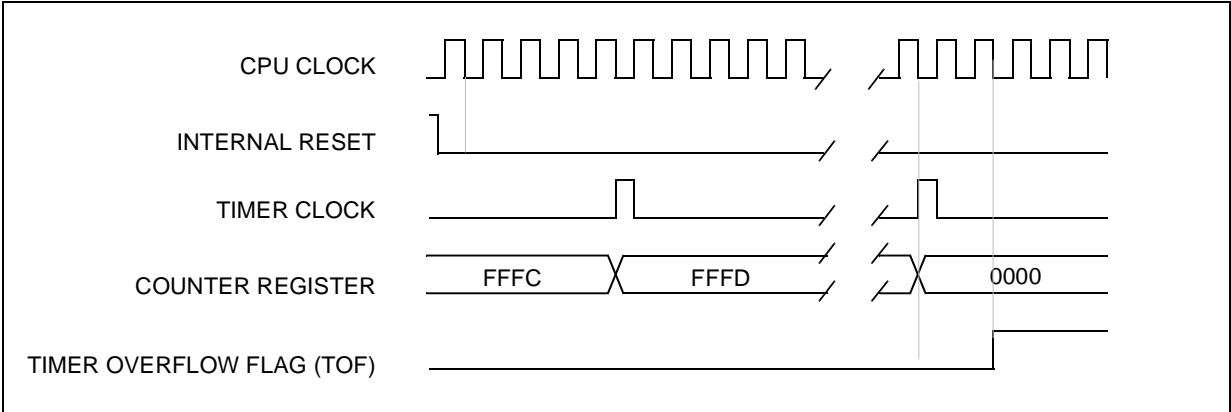 CPU CLOCK
INTERNAL RESET
TIMER CLOCK
COUNTER REGISTER FFFC FFFD 0000
TIMER OVERFLOW FLAG (TOF)